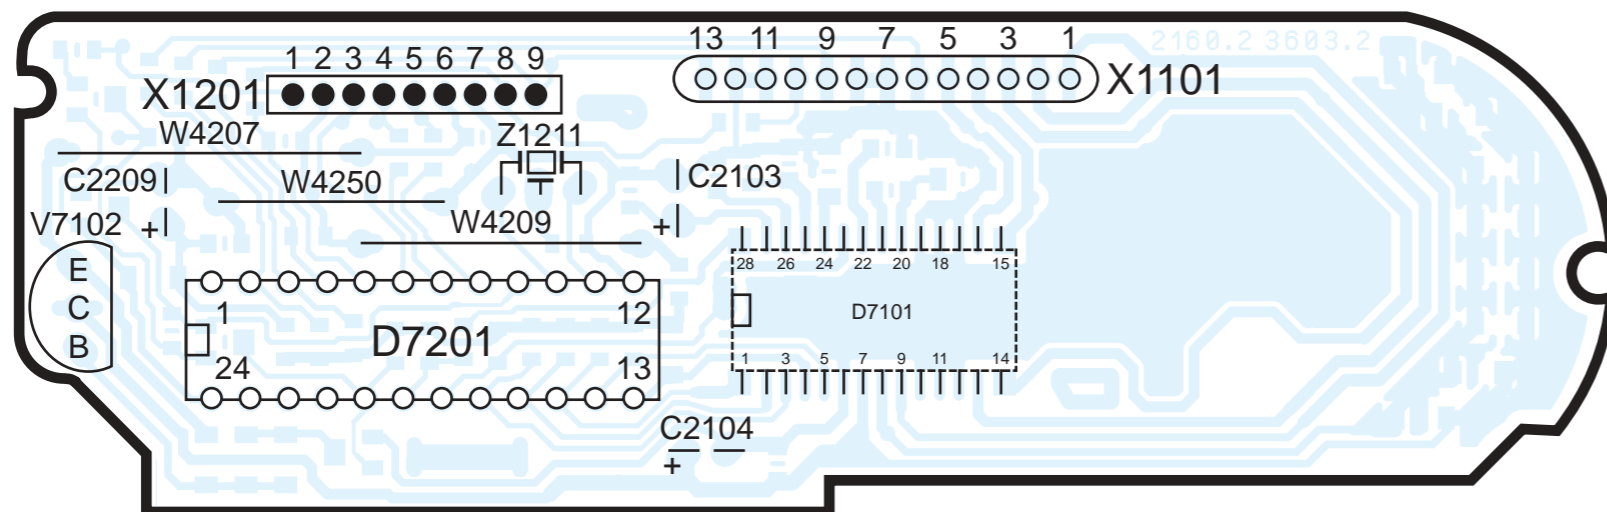 13 11 9 7 5 3 1
2160.2 3603.2
1 2 3 4 5 6 7 8 9
X1201
X1101
W4207
Z1211
C2209
W4250
C2103
V7102
+
W4209
+
E
C
B
28 26 24 22 20 18 15
1
12
D7201
D7101
24
13
1 3 5 7 9 11 14
C2104
+